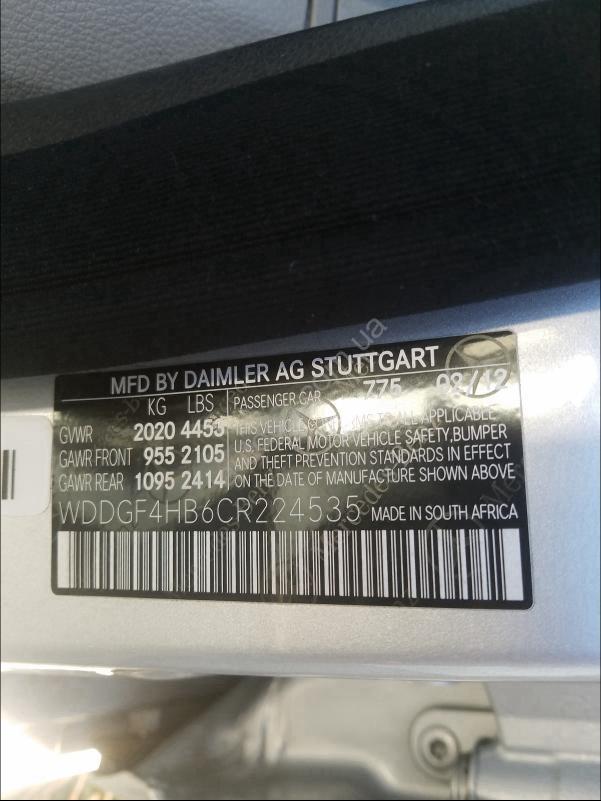 MFD BY DAIMLER AG STUTTGART
KG LBS PASSENGER CAR 775 /12
GVWR 2020 4453 THIS VEHICLE TO ALL APPLICABLE
U.S. FEDERAL MOTOR VEHICLE SAFETY, BUMPER
GAWR FRONT 955 2105 AND THEFT PREVENTION STANDARDS IN EFFECT
GAWR REAR 1095 2414 ON THE DATE OF MANUFACTURE SHOWN ABOVE.
WDDGF4HB6CR224535 MADE IN SOUTH AFRICA